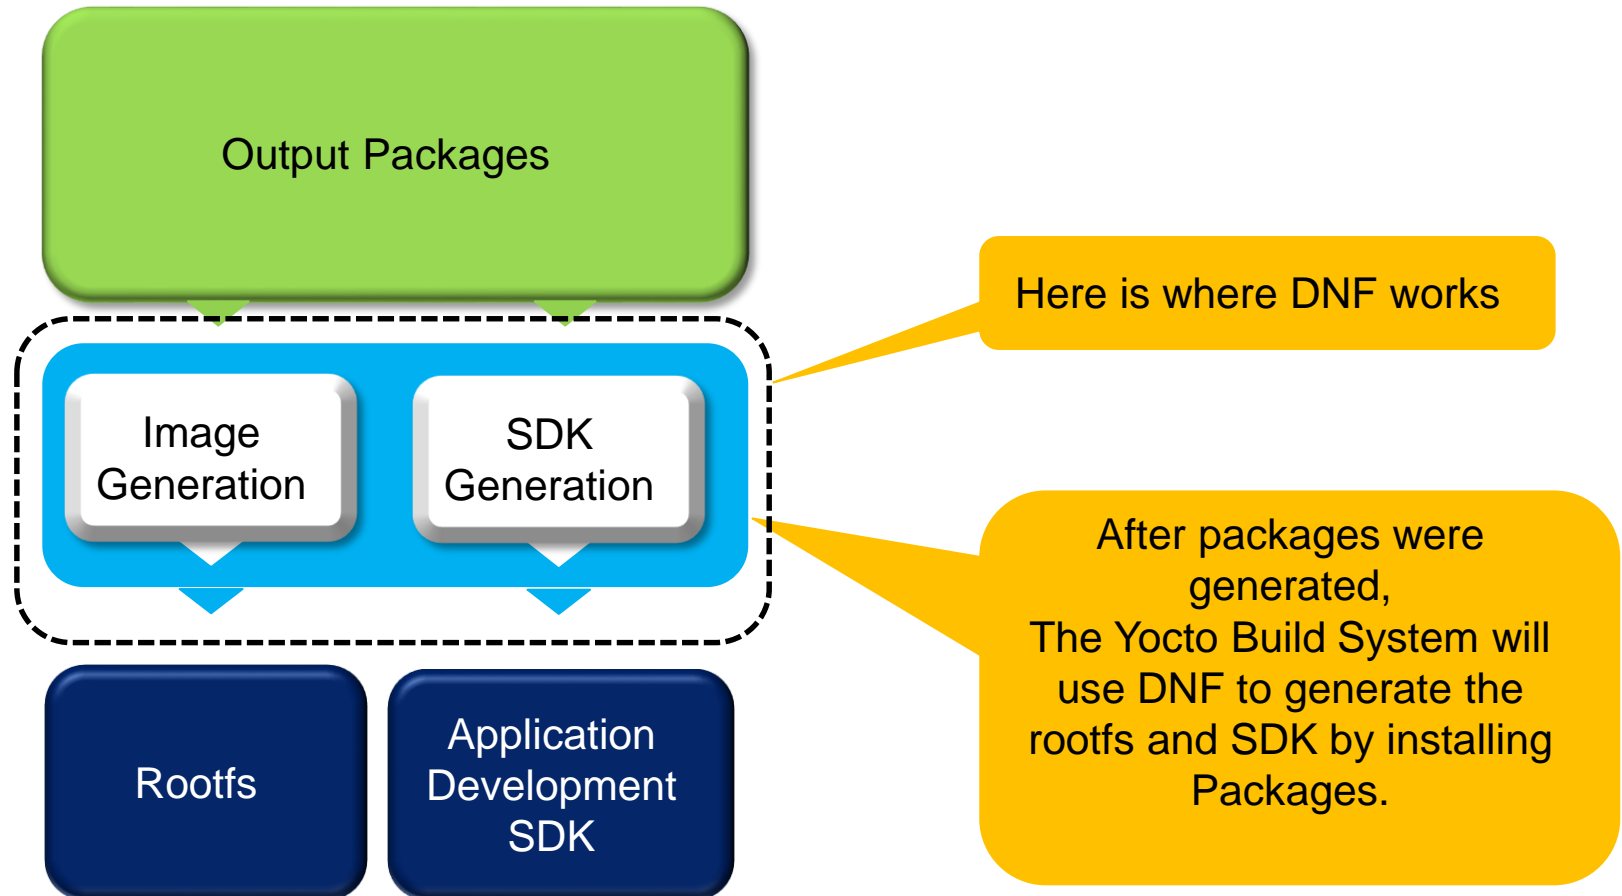 Output Packages
Here is where DNF works
Image
Generation
SDK
Generation
After packages were
generated,
The Yocto Build System will
use DNF to generate the
rootfs and SDK by installing
Packages.
Rootfs
Application
Development
SDK